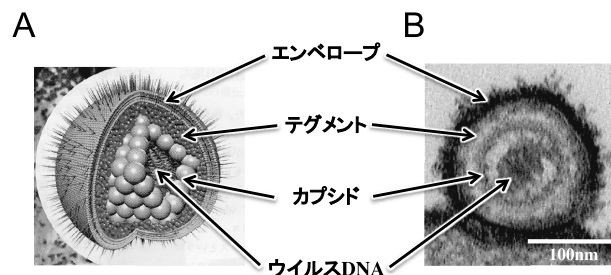 A
B
エンベロープ
テグメント
カプシド
ウイルスDNA
100nm